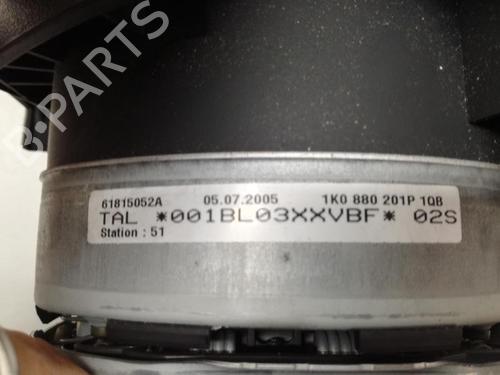 B-PARTS
61815052A 05.07.2005 1K0 880 201P 1QB
TAL *001BL03XXVBF* 02S
Station : 51